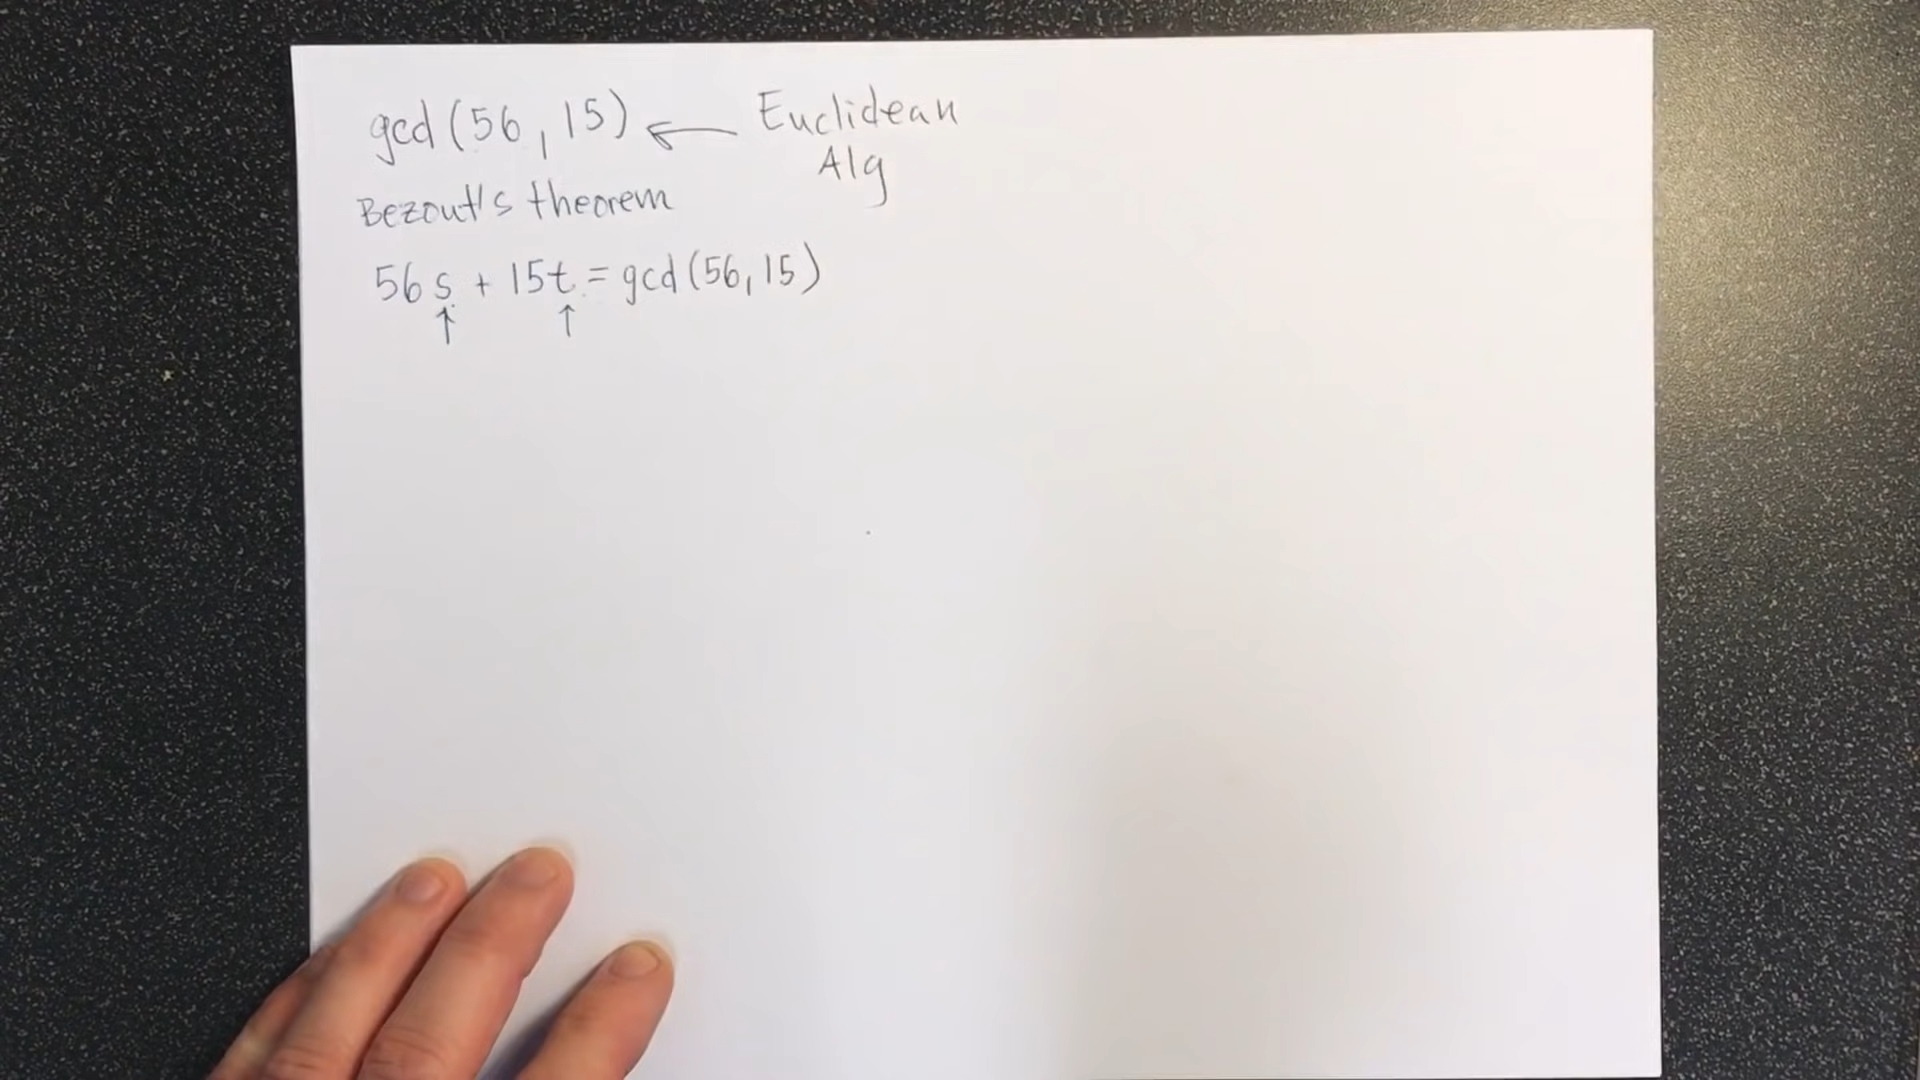 gcd(56,15) ← Euclidean
Alg
Bezout's theorem
56s + 15t = gcd(56,15)
↑ ↑